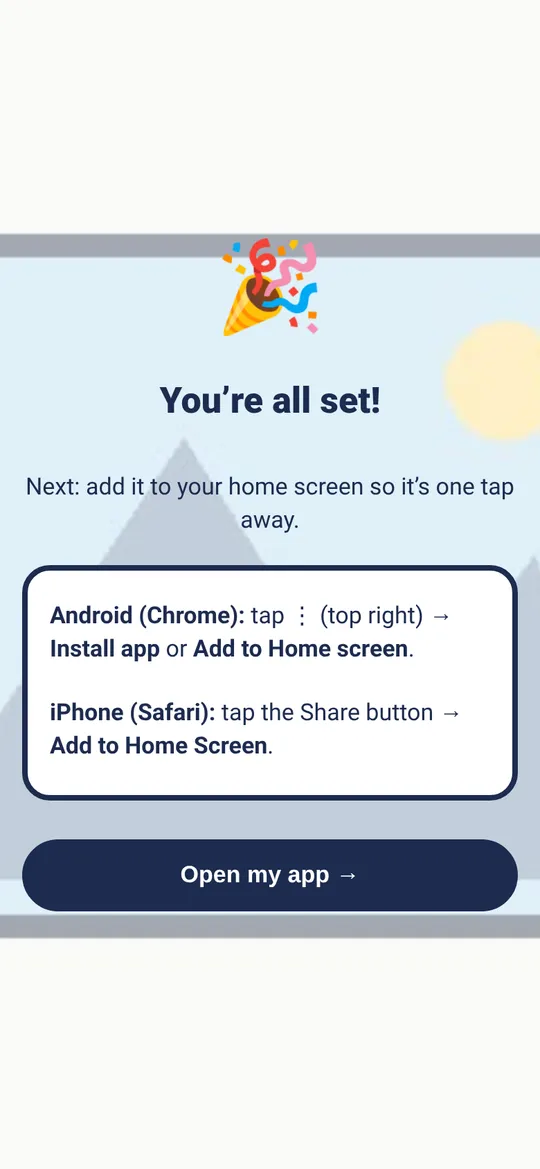 You’re all set!
Next: add it to your home screen so it’s one tap
away.
Android (Chrome): tap ⋮ (top right) →
Install app or Add to Home screen.
iPhone (Safari): tap the Share button →
Add to Home Screen.
Open my app →